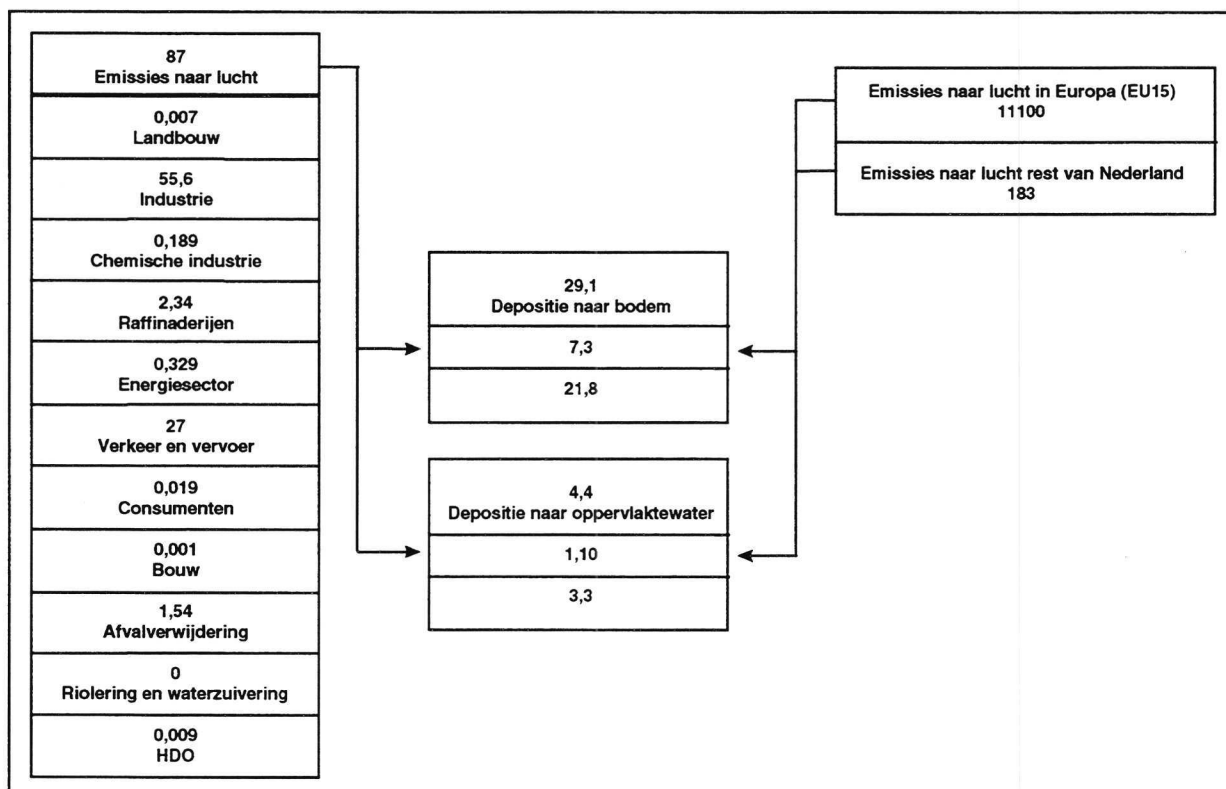 87
Emissies naar lucht
0,007
Landbouw
55,6
Industrie
0,189
Chemische industrie
2,34
Raffinaderijen
0,329
Energiesector
27
Verkeer en vervoer
0,019
Consumenten
0,001
Bouw
1,54
Afvalverwijdering
0
Riolering en waterzuivering
0,009
HDO
29,1
Depositie naar bodem
7,3
21,8
4,4
Depositie naar oppervlaktewater
1,10
3,3
Emissies naar lucht in Europa (EU15)
11100
Emissies naar lucht rest van Nederland
183